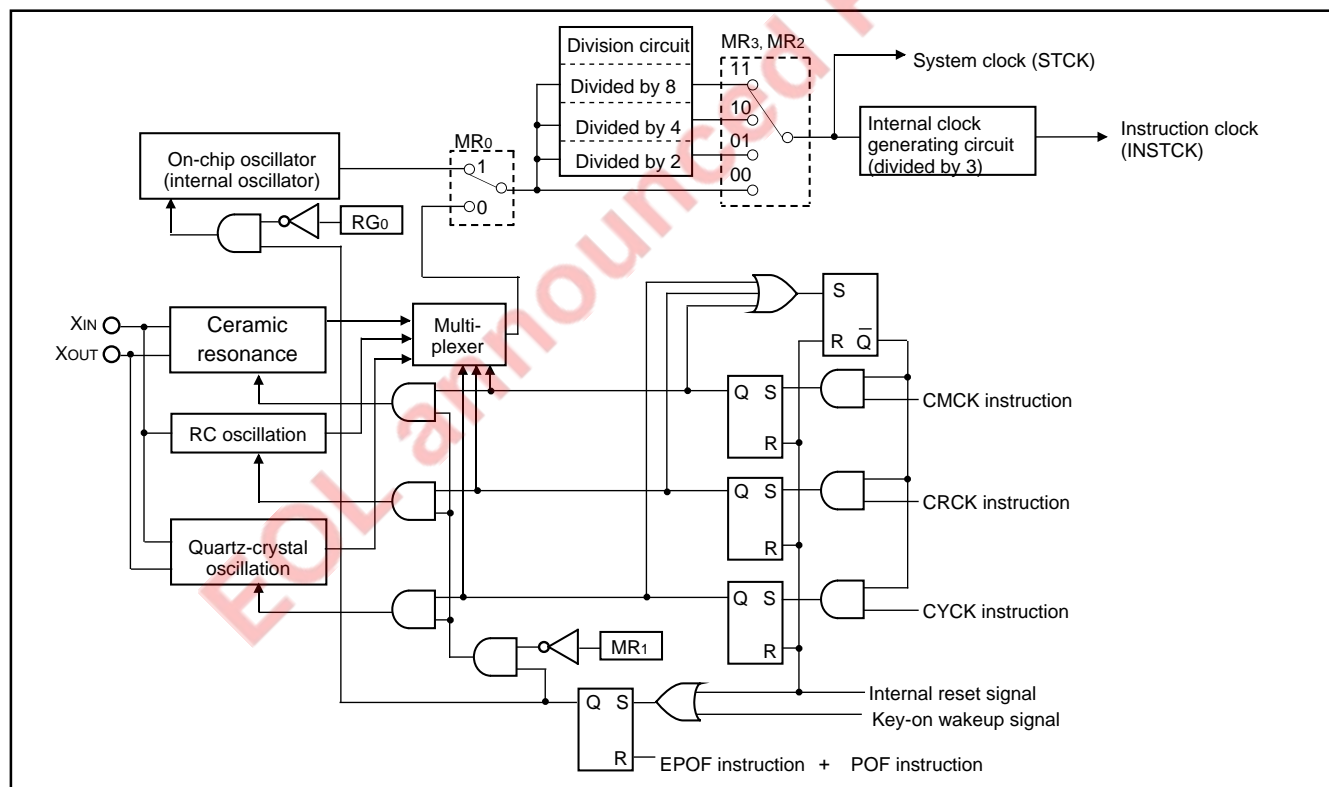 Division circuit
Divided by 8
Divided by 4
Divided by 2
MR3, MR2
11
10
01
00
System clock (STCK)
Internal clock
generating circuit
(divided by 3)
Instruction clock
(INSTCK)
On-chip oscillator
(internal oscillator)
MR0
1
0
RG0
XIN
XOUT
Ceramic
resonance
Multi-
plexer
S
R Q
RC oscillation
Q S
R
CMCK instruction
Q S
R
CRCK instruction
Quartz-crystal
oscillation
Q S
R
CYCK instruction
MR1
Q S
R
Internal reset signal
Key-on wakeup signal
EPOF instruction + POF instruction
EOL announced